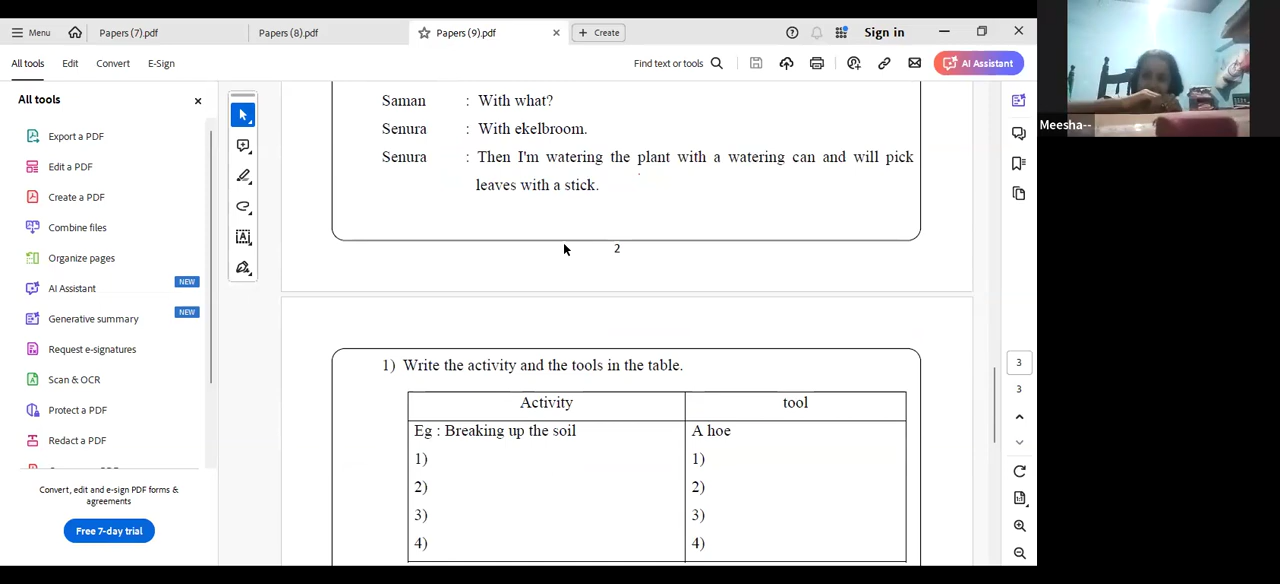 Menu
Papers (7).pdf
Papers (8).pdf
Papers (9).pdf
Create
Sign in
All tools
Edit
Convert
E-Sign
Find text or tools
AI Assistant
All tools
Export a PDF
Edit a PDF
Create a PDF
Combine files
Organize pages
AI Assistant
NEW
Generative summary
NEW
Request e-signatures
Scan & OCR
Protect a PDF
Redact a PDF
Convert, edit and e-sign PDF forms &
agreements
Free 7-day trial
Saman : With what?
Senura : With ekelbroom.
Senura : Then I'm watering the plant with a watering can and will pick
leaves with a stick.
2
1) Write the activity and the tools in the table.
Activity tool
Eg : Breaking up the soil A hoe
1) 1)
2) 2)
3) 3)
4) 4)
3
3
Meesha--